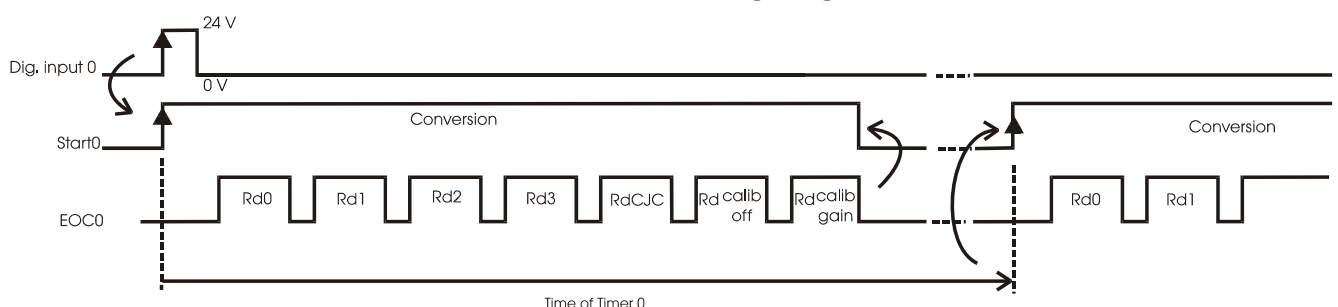 24 V
Dig. input 0
0 V
Conversion
Conversion
Start0
Rd0 Rd1 Rd2 Rd3 RdCJC Rd calib off Rd calib gain Rd0 Rd1
EOC0
Time of Timer 0